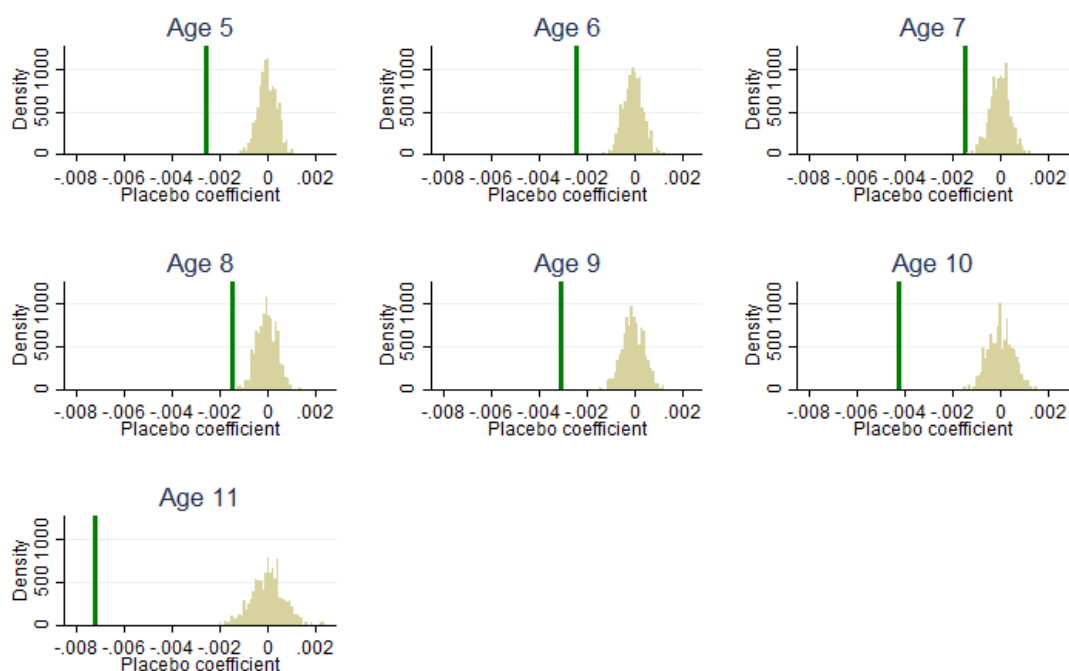 Age 5
Density
0 500 1000
-.008 -.006 -.004 -.002 0 .002
Placebo coefficient
Age 6
Density
0 500 1000
-.008 -.006 -.004 -.002 0 .002
Placebo coefficient
Age 7
Density
0 500 1000
-.008 -.006 -.004 -.002 0 .002
Placebo coefficient
Age 8
Density
0 500 1000
-.008 -.006 -.004 -.002 0 .002
Placebo coefficient
Age 9
Density
0 500 1000
-.008 -.006 -.004 -.002 0 .002
Placebo coefficient
Age 10
Density
0 500 1000
-.008 -.006 -.004 -.002 0 .002
Placebo coefficient
Age 11
Density
0 500 1000
-.008 -.006 -.004 -.002 0 .002
Placebo coefficient